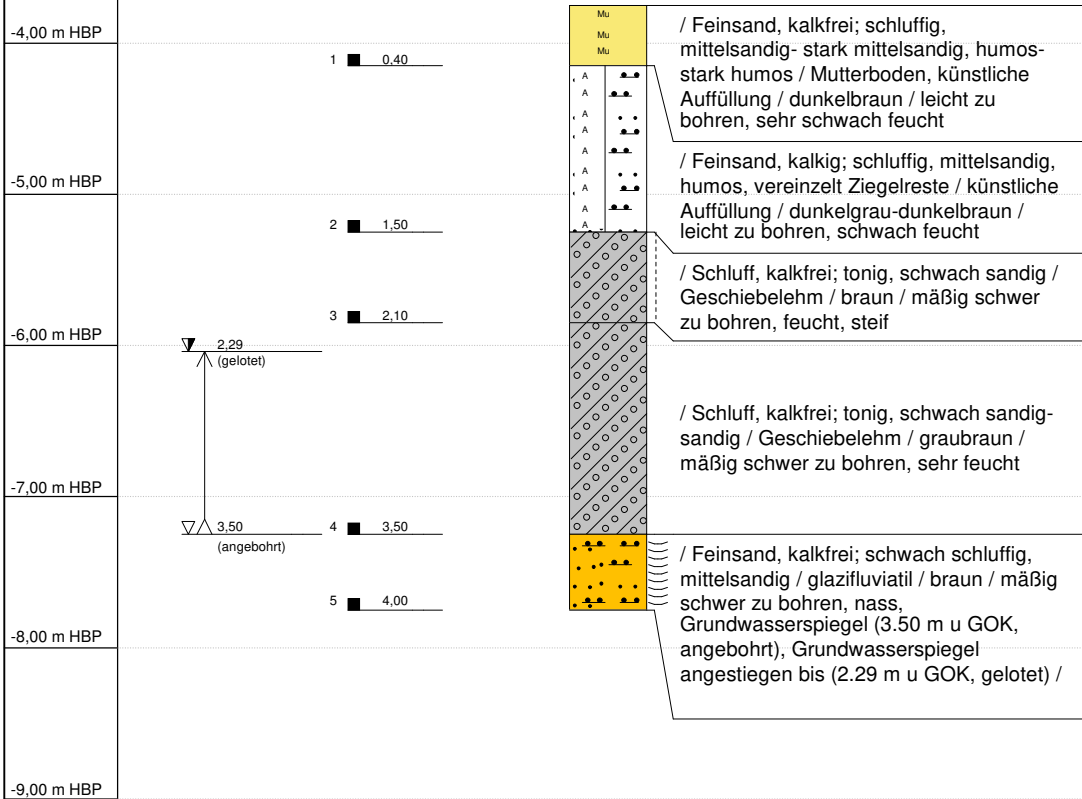 -4,00 m HBP
-5,00 m HBP
-6,00 m HBP
-7,00 m HBP
-8,00 m HBP
-9,00 m HBP
2,29
(gelotet)
3,50
(angebohrt)
1 0,40
2 1,50
3 2,10
4 3,50
5 4,00
Mu
Mu
Mu
A
A
A
A
A
A
A
A
A
/ Feinsand, kalkfrei; schluffig,
mittelsandig- stark mittelsandig, humos-
stark humos / Mutterboden, künstliche
Auffüllung / dunkelbraun / leicht zu
bohren, sehr schwach feucht
/ Feinsand, kalkig; schluffig, mittelsandig,
humos, vereinzelt Ziegelreste / künstliche
Auffüllung / dunkelgrau-dunkelbraun /
leicht zu bohren, schwach feucht
/ Schluff, kalkfrei; tonig, schwach sandig /
Geschiebelehm / braun / mäßig schwer
zu bohren, feucht, steif
/ Schluff, kalkfrei; tonig, schwach sandig-
sandig / Geschiebelehm / graubraun /
mäßig schwer zu bohren, sehr feucht
/ Feinsand, kalkfrei; schwach schluffig,
mittelsandig / glazifluviatil / braun / mäßig
schwer zu bohren, nass,
Grundwasserspiegel (3.50 m u GOK,
angebohrt), Grundwasserspiegel
angestiegen bis (2.29 m u GOK, gelotet) /